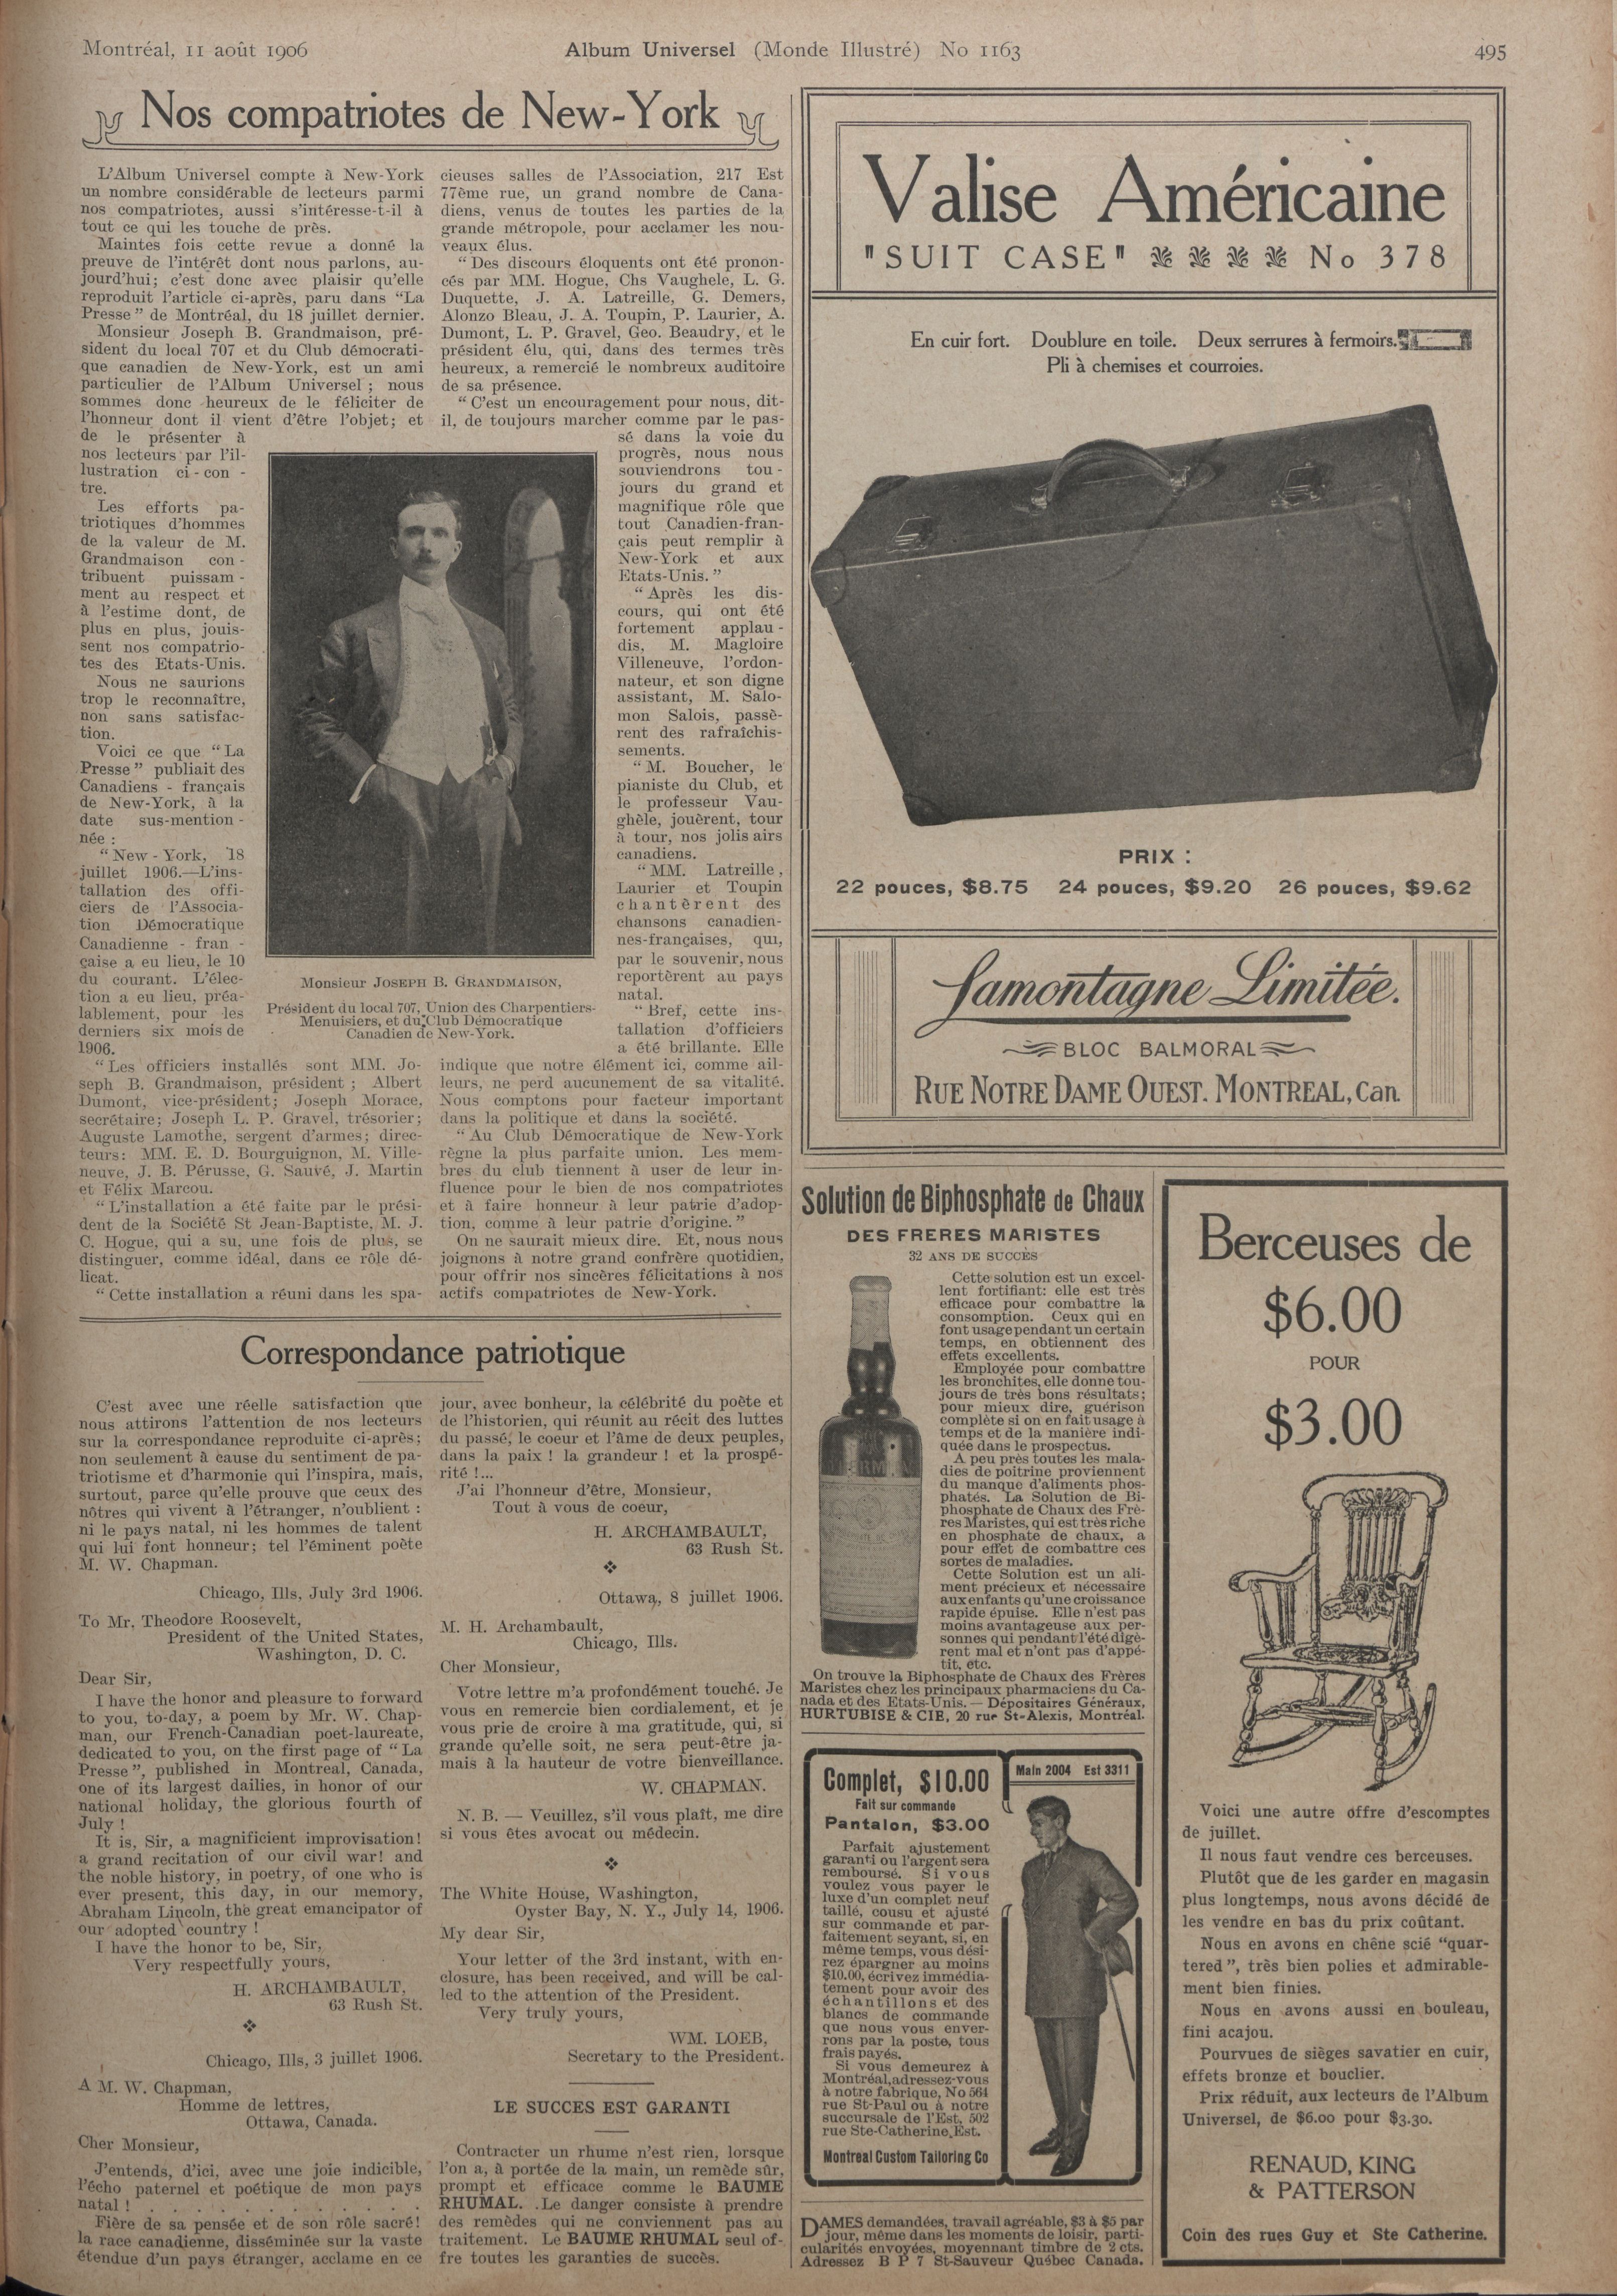 Montréal, 11 août 1906
Album Universel (Monde Illustré) No 1163
495
Nos compatriotes de New-York
L'Album Universel compte à New-York
un nombre considérable de lecteurs parmi
nos compatriotes, aussi s'intéresse-t-il à
tout ce qui les touche de près.
Maintes fois cette revue a donné la
preuve de l'intérêt dont nous parlons, au-
jourd'hui; c'est donc avec plaisir qu'elle
reproduit l'article ci-après, paru dans "La
Presse" de Montréal, du 18 juillet dernier.
Monsieur Joseph B. Grandmaison, pré-
sident du local 707 et du Club démocrati-
que canadien de New-York, est un ami
particulier de l'Album Universel; nous
sommes donc heureux de le féliciter de
l'honneur dont il vient d'être l'objet; et
de le présenter à
nos lecteurs par l'il-
lustration ci-con-
tre.
Les efforts pa-
triotiques d'hommes
de la valeur de M.
Grandmaison con-
tribuent puissam-
ment au respect et
à l'estime dont, de
plus en plus, jouis-
sent nos compatrio-
tes des Etats-Unis.
Nous ne saurions
trop le reconnaître,
non sans satisfac-
tion.
Voici ce que "La
Presse" publiait des
Canadiens-français
de New-York, à la
date sus-mention-
née :
"New-York, 18
juillet 1906.—L'ins-
tallation des offi-
ciers de l'Associa-
tion Démocratique
Canadienne-fran-
çaise a eu lieu, le 10
du courant. L'élec-
tion a eu lieu, préa-
lablement, pour les
derniers six mois de
1906.
"Les officiers installés sont MM. Jo-
seph B. Grandmaison, président; Albert
Dumont, vice-président; Joseph Morace,
secrétaire; Joseph L. P. Gravel, trésorier;
Auguste Lamothe, sergent d'armes; direc-
teurs: MM. E. D. Bourguignon, M. Ville-
neuve, J. B. Pérusse, G. Sauvé, J. Martin
et Félix Marcou.
"L'installation a été faite par le prési-
dent de la Société St Jean-Baptiste, M. J.
C. Hogue, qui a su, une fois de plus, se
distinguer, comme idéal, dans ce rôle dé-
licat.
"Cette installation a réuni dans les spa-
cieuses salles de l'Association, 217 Est
77ème rue, un grand nombre de Cana-
diens, venus de toutes les parties de la
grande métropole, pour acclamer les nou-
veaux élus.
"Des discours éloquents ont été pronon-
cés par MM. Hogue, Chs Vaughele, L. G.
Duquette, J. A. Latreille, G. Demers,
Alonzo Bleau, J. A. Toupin, P. Laurier, A.
Dumont, L. P. Gravel, Geo. Beaudry, et le
président élu, qui, dans des termes très
heureux, a remercié le nombreux auditoire
de sa présence.
"C'est un encouragement pour nous, dit-
il, de toujours marcher comme par le pas-
sé dans la voie du
progrès, nous nous
souviendrons tou-
jours du grand et
magnifique rôle que
tout Canadien-fran-
çais peut remplir à
New-York et aux
Etats-Unis."
"Après les dis-
cours, qui ont été
fortement applau-
dis, M. Magloire
Villeneuve, l'ordon-
nateur, et son digne
assistant, M. Salo-
mon Salois, passè-
rent des rafraîchis-
sements.
"M. Boucher, le
pianiste du Club, et
le professeur Vau-
ghèle, jouèrent, tour
à tour, nos jolis airs
canadiens.
"MM. Latreille,
Laurier et Toupin
chantèrent des
chansons canadien-
nes-françaises, qui,
par le souvenir, nous
reportèrent au pays
natal.
"Bref, cette ins-
tallation d'officiers
a été brillante. Elle
indique que notre élément ici, comme ail-
leurs, ne perd aucunement de sa vitalité.
Nous comptons pour facteur important
dans la politique et dans la société.
"Au Club Démocratique de New-York
règne la plus parfaite union. Les mem-
bres du club tiennent à user de leur in-
fluence pour le bien de nos compatriotes
et à faire honneur à leur patrie d'adop-
tion, comme à leur patrie d'origine."
On ne saurait mieux dire. Et, nous nous
joignons à notre grand confrère quotidien,
pour offrir nos sincères félicitations à nos
actifs compatriotes de New-York.
Monsieur JOSEPH B. GRANDMAISON,
Président du local 707, Union des Charpentiers-
Menuisiers, et du Club Démocratique
Canadien de New-York.
Correspondance patriotique
C'est avec une réelle satisfaction que
nous attirons l'attention de nos lecteurs
sur la correspondance reproduite ci-après;
non seulement à cause du sentiment de pa-
triotisme et d'harmonie qui l'inspira, mais,
surtout, parce qu'elle prouve que ceux des
nôtres qui vivent à l'étranger, n'oublient :
ni le pays natal, ni les hommes de talent
qui lui font honneur; tel l'éminent poète
M. W. Chapman.
Chicago, Ills, July 3rd 1906.
To Mr, Theodore Roosevelt,
President of the United States,
Washington, D. C.
Dear Sir,
I have the honor and pleasure to forward
to you, to-day, a poem by Mr. W. Chap-
man, our French-Canadian poet-laureate,
dedicated to you, on the first page of "La
Presse", published in Montreal, Canada,
one of its largest dailies, in honor of our
national holiday, the glorious fourth of
July !
It is, Sir, a magnificient improvisation!
a grand recitation of our civil war! and
the noble history, in poetry, of one who is
ever present, this day, in our memory,
Abraham Lincoln, the great emancipator of
our adopted country !
I have the honor to be, Sir,
Very respectfully yours,
H. ARCHAMBAULT,
63 Rush St.
Chicago, Ills, 3 juillet 1906.
A M. W. Chapman,
Homme de lettres,
Ottawa, Canada.
Cher Monsieur,
J'entends, d'ici, avec une joie indicible,
l'écho paternel et poétique de mon pays
natal ! . . . . . . . . . . .
Fière de sa pensée et de son rôle sacré!
la race canadienne, disséminée sur la vaste
étendue d'un pays étranger, acclame en ce
jour, avec bonheur, la célébrité du poète et
de l'historien, qui réunit au récit des luttes
du passé, le coeur et l'âme de deux peuples,
dans la paix ! la grandeur ! et la prospé-
rité !...
J'ai l'honneur d'être, Monsieur,
Tout à vous de coeur,
H. ARCHAMBAULT,
63 Rush St.
Ottawa, 8 juillet 1906.
M. H. Archambault,
Chicago, Ills.
Cher Monsieur,
Votre lettre m'a profondément touché. Je
vous en remercie bien cordialement, et je
vous prie de croire à ma gratitude, qui, si
grande qu'elle soit, ne sera peut-être ja-
mais à la hauteur de votre bienveillance.
W. CHAPMAN.
N. B. — Veuillez, s'il vous plaît, me dire
si vous êtes avocat ou médecin.
The White House, Washington,
Oyster Bay, N. Y., July 14, 1906.
My dear Sir,
Your letter of the 3rd instant, with en-
closure, has been received, and will be cal-
led to the attention of the President.
Very truly yours,
WM. LOEB,
Secretary to the President.
LE SUCCES EST GARANTI
Contracter un rhume n'est rien, lorsque
l'on a, à portée de la main, un remède sûr,
prompt et efficace comme le BAUME
RHUMAL. Le danger consiste à prendre
des remèdes qui ne conviennent pas au
traitement. Le BAUME RHUMAL seul of-
fre toutes les garanties de succès.
Valise Américaine
"SUIT CASE" No 378
En cuir fort. Doublure en toile. Deux serrures à fermoirs.
Pli à chemises et courroies.
PRIX :
22 pouces, $8.75 24 pouces, $9.20 26 pouces, $9.62
Lamontagne Limitée.
BLOC BALMORAL
RUE NOTRE DAME OUEST. MONTREAL, Can.
Solution de Biphosphate de Chaux
DES FRERES MARISTES
32 ANS DE SUCCÈS
Cette solution est un excel-
lent fortifiant: elle est très
efficace pour combattre la
consomption. Ceux qui en
font usage pendant un certain
temps, en obtiennent des
effets excellents.
Employée pour combattre
les bronchites, elle donne tou-
jours de très bons résultats;
pour mieux dire, guérison
complète si on en fait usage à
temps et de la manière indi-
quée dans le prospectus.
A peu près toutes les mala-
dies de poitrine proviennent
du manque d'aliments phos-
phatés. La Solution de Bi-
phosphate de Chaux des Frè-
res Maristes, qui est très riche
en phosphate de chaux, a
pour effet de combattre ces
sortes de maladies.
Cette Solution est un ali-
ment précieux et nécessaire
aux enfants qu'une croissance
rapide épuise. Elle n'est pas
moins avantageuse aux per-
sonnes qui pendant l'été digè-
rent mal et n'ont pas d'appé-
tit, etc.
On trouve la Biphosphate de Chaux des Frères
Maristes chez les principaux pharmaciens du Ca-
nada et des Etats-Unis. — Dépositaires Généraux,
HURTUBISE & CIE, 20 rue St-Alexis, Montréal.
Complet, $10.00
Fait sur commande
Pantalon, $3.00
Main 2004 Est 3311
Parfait ajustement
garanti ou l'argent sera
remboursé. Si vous
voulez vous payer le
luxe d'un complet neuf
taillé, cousu et ajusté
sur commande et par-
faitement seyant, si, en
même temps, vous dési-
rez épargner au moins
$10.00, écrivez immédia-
tement pour avoir des
échantillons et des
blancs de commande
que nous vous enver-
rons par la poste, tous
frais payés.
Si vous demeurez à
Montréal, adressez-vous
à notre fabrique, No 564
rue St-Paul ou à notre
succursale de l'Est, 502
rue Ste-Catherine, Est.
Montreal Custom Tailoring Co
DAMES demandées, travail agréable, $3 à $5 par
jour, même dans les moments de loisir, parti-
cularités envoyées, moyennant timbre de 2 cts.
Adressez B P 7 St-Sauveur Québec Canada.
Berceuses de
$6.00
POUR
$3.00
Voici une autre offre d'escomptes
de juillet.
Il nous faut vendre ces berceuses.
Plutôt que de les garder en magasin
plus longtemps, nous avons décidé de
les vendre en bas du prix coûtant.
Nous en avons en chêne scié "quar-
tered", très bien polies et admirable-
ment bien finies.
Nous en avons aussi en bouleau,
fini acajou.
Pourvues de sièges savatier en cuir,
effets bronze et bouclier.
Prix réduit, aux lecteurs de l'Album
Universel, de $6.00 pour $3.30.
RENAUD, KING
& PATTERSON
Coin des rues Guy et Ste Catherine.